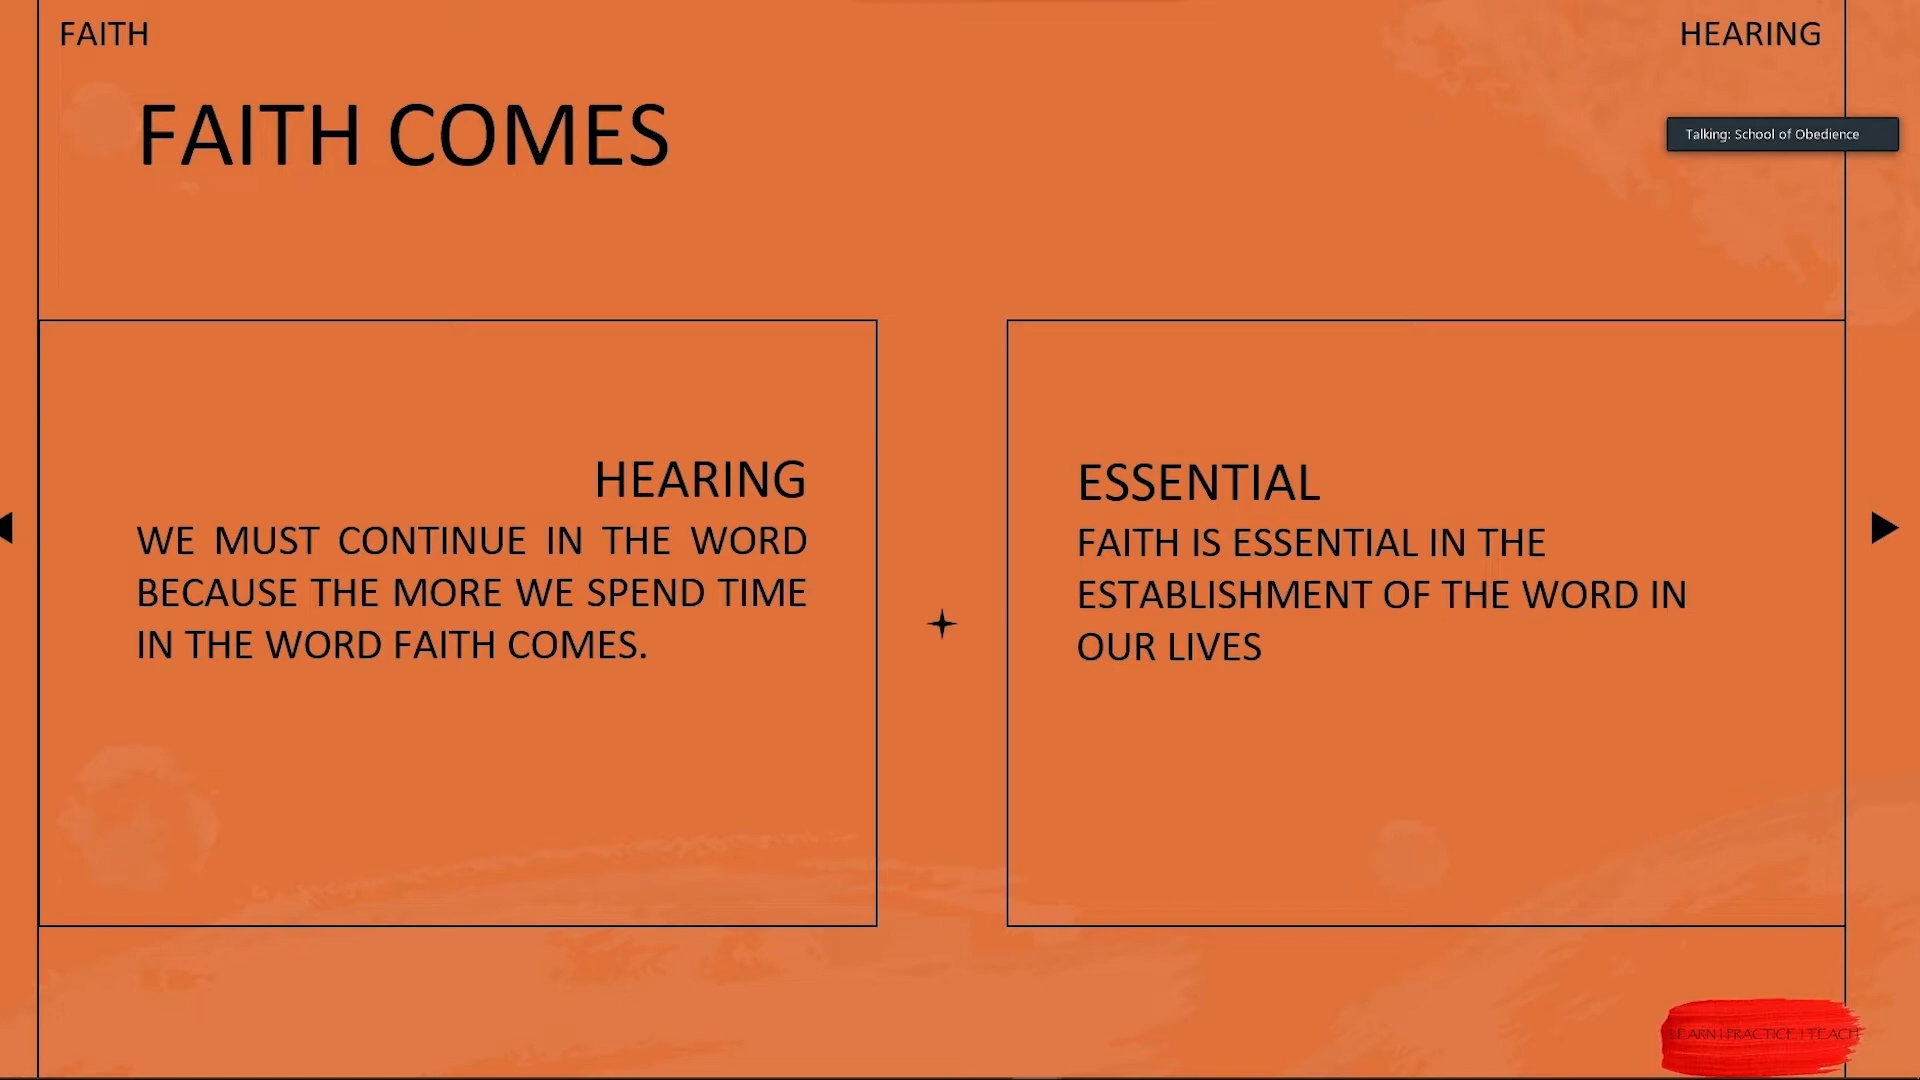 FAITH
HEARING
FAITH COMES
Talking: School of Obedience
HEARING
WE MUST CONTINUE IN THE WORD
BECAUSE THE MORE WE SPEND TIME
IN THE WORD FAITH COMES.
ESSENTIAL
FAITH IS ESSENTIAL IN THE
ESTABLISHMENT OF THE WORD IN
OUR LIVES
LEARN | PRACTICE | TEACH